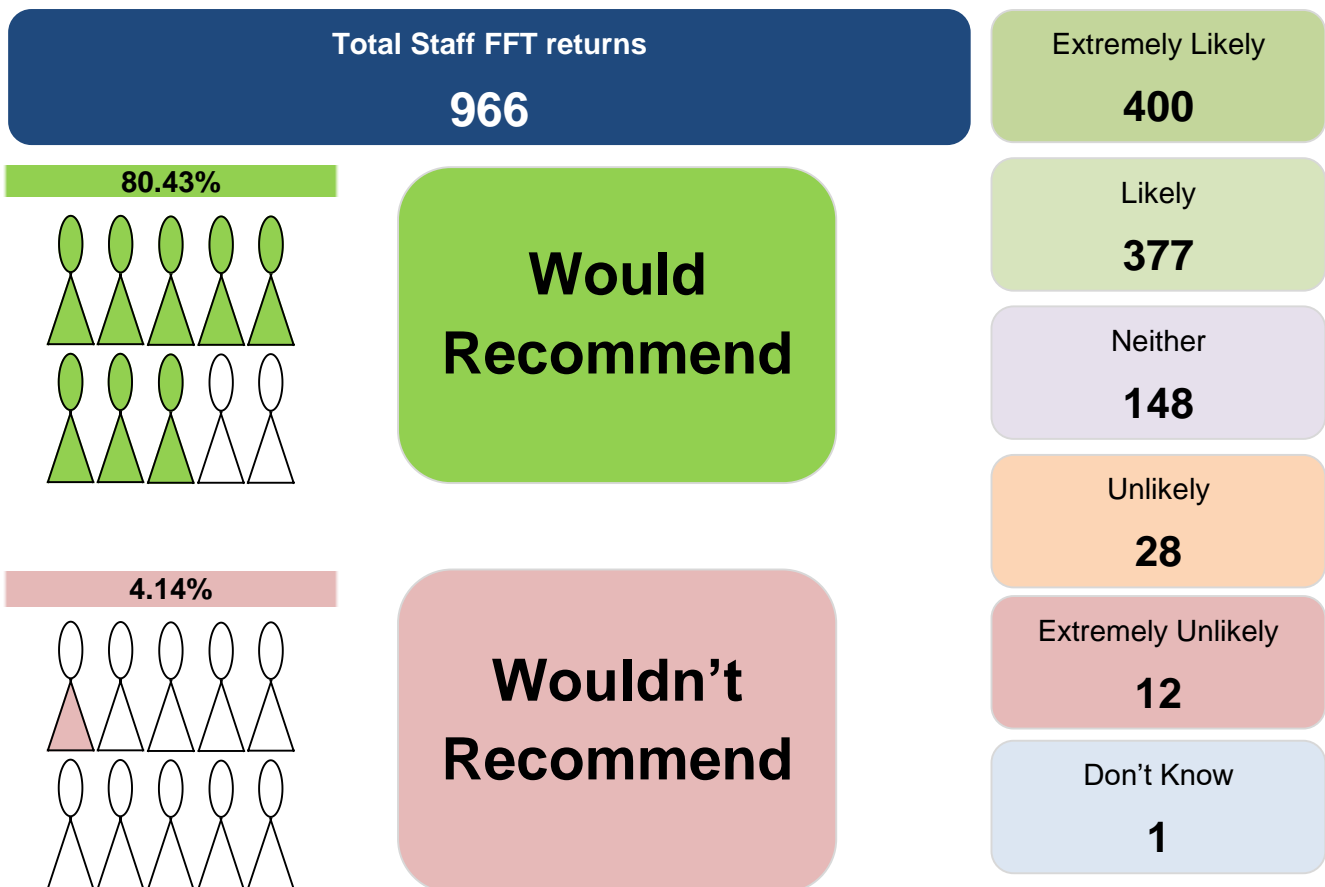 Total Staff FFT returns
966
80.43%
Would
Recommend
4.14%
Wouldn’t
Recommend
Extremely Likely
400
Likely
377
Neither
148
Unlikely
28
Extremely Unlikely
12
Don’t Know
1